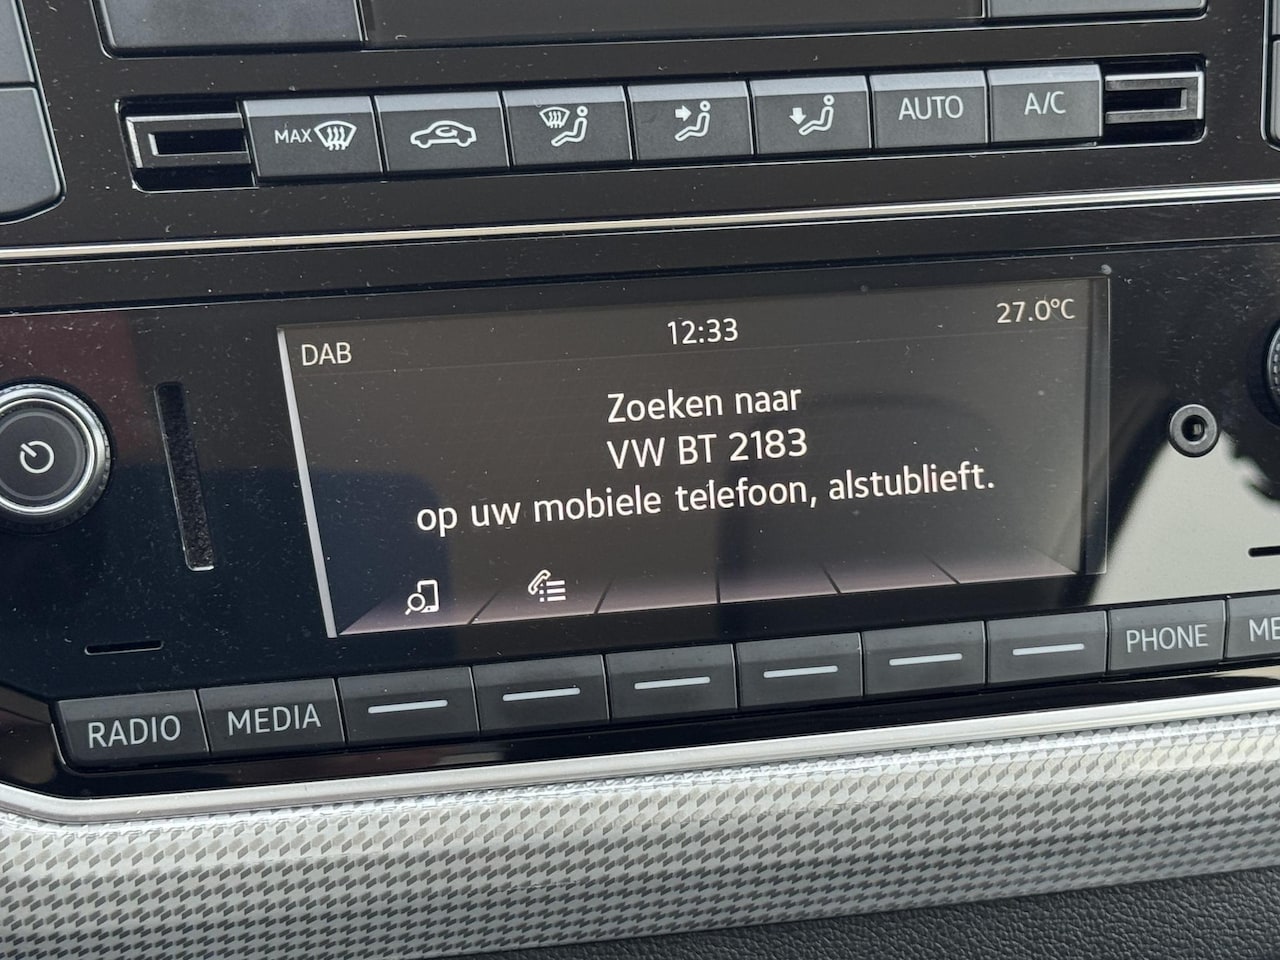 MAX
AUTO
A/C
DAB
12:33
27.0°C
Zoeken naar
VW BT 2183
op uw mobiele telefoon, alstublieft.
RADIO
MEDIA
PHONE
ME